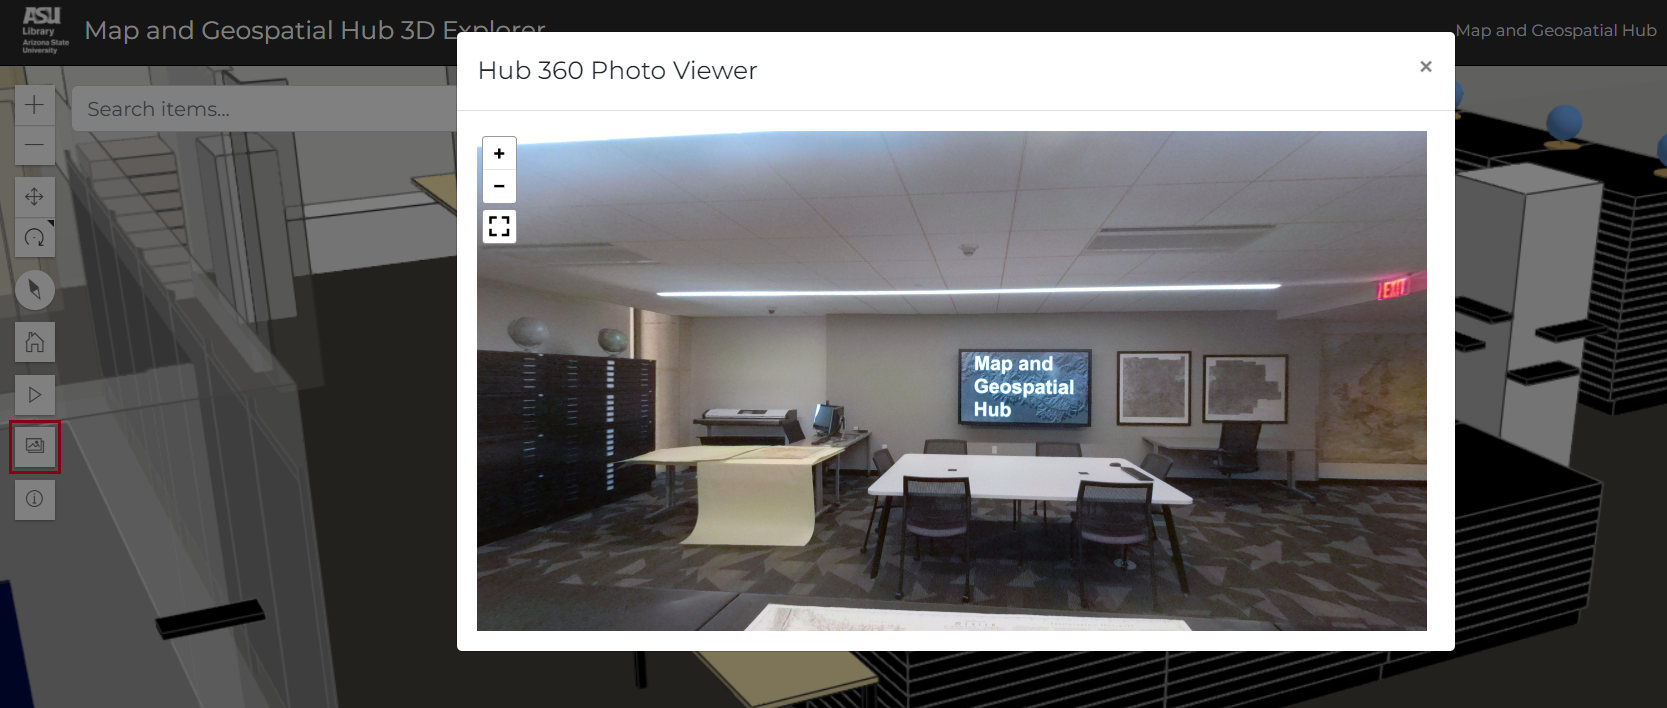 ASU
Library
Arizona State
University
Map and Geospatial Hub 3D Explorer
Map and Geospatial Hub
Search items...
Hub 360 Photo Viewer
×
+
−
EXIT
Map and
Geospatial
Hub